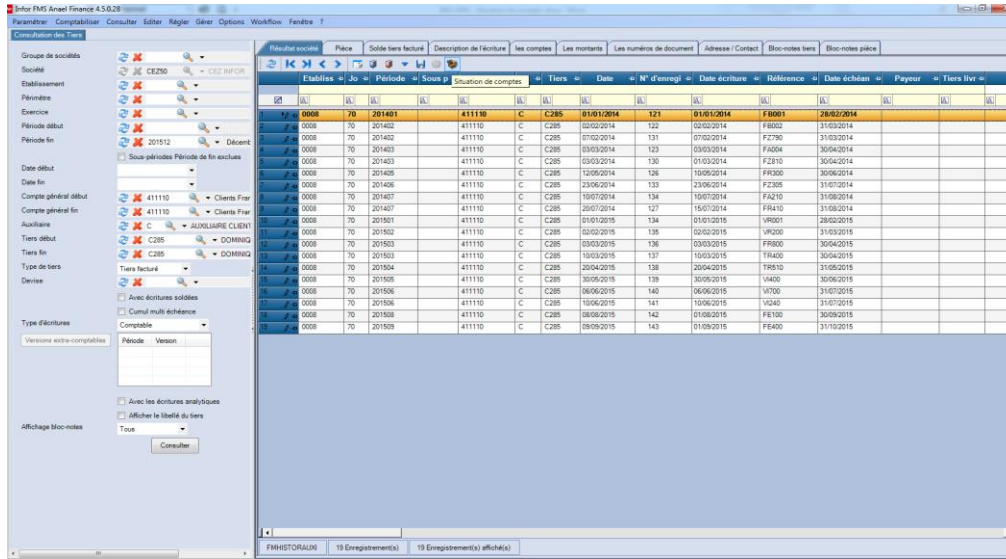 Infor FMS Anael Finance 4.5.0.28
Paramétrer Comptabiliser Consulter Editer Régler Gérer Options Workflow Fenêtre ?
Consultation des Tiers
Groupe de sociétés
Société CEZ50 CEZ INFOR
Etablissement
Périmètre
Exercice
Période début
Période fin 201512 Décemb
Sous-périodes Période de fin exclues
Date début
Date fin
Compte général début 411110 Clients Frar
Compte général fin 411110 Clients Frar
Auxiliaire C AUXILIAIRE CLIENT
Tiers début C285 DOMINIQ
Tiers fin C285 DOMINIQ
Type de tiers Tiers facturé
Devise
Avec écritures soldées
Cumul multi échéance
Type d'écritures Comptable
Versions extra-comptables Période Version
Avec les écritures analytiques
Afficher le libellé du tiers
Affichage bloc-notes Tous
Consulter
Résultat société Pièce Solde tiers facturé Description de l'écriture les comptes Les montants Les numéros de document Adresse / Contact Bloc-notes tiers Bloc-notes pièce
Situation de comptes
Etabliss Jo Période Sous p Tiers Date N° d'enregi Date écriture Référence Date échéan Payeur Tiers livr
1 0008 70 201401 411110 C C285 01/01/2014 121 01/01/2014 FB001 28/02/2014
2 0008 70 201402 411110 C C285 02/02/2014 122 02/02/2014 FB002 31/03/2014
3 0008 70 201402 411110 C C285 07/02/2014 131 07/02/2014 FZ790 31/03/2014
4 0008 70 201403 411110 C C285 03/03/2014 123 03/03/2014 FA004 30/04/2014
5 0008 70 201403 411110 C C285 03/03/2014 130 01/03/2014 FZ810 30/04/2014
6 0008 70 201405 411110 C C285 12/05/2014 126 10/05/2014 FR300 30/06/2014
7 0008 70 201406 411110 C C285 23/06/2014 133 23/06/2014 FZ305 31/07/2014
8 0008 70 201407 411110 C C285 10/07/2014 134 10/07/2014 FA210 31/08/2014
9 0008 70 201407 411110 C C285 20/07/2014 127 15/07/2014 FR410 31/08/2014
10 0008 70 201501 411110 C C285 01/01/2015 134 01/01/2015 VR001 28/02/2015
11 0008 70 201502 411110 C C285 02/02/2015 135 02/02/2015 VR200 31/03/2015
12 0008 70 201503 411110 C C285 03/03/2015 136 03/03/2015 FR800 30/04/2015
13 0008 70 201503 411110 C C285 10/03/2015 137 10/03/2015 TR400 30/04/2015
14 0008 70 201504 411110 C C285 20/04/2015 138 20/04/2015 TR510 31/05/2015
15 0008 70 201505 411110 C C285 30/05/2015 139 30/05/2015 VI400 30/06/2015
16 0008 70 201506 411110 C C285 06/06/2015 140 06/06/2015 VI700 31/07/2015
17 0008 70 201506 411110 C C285 10/06/2015 141 10/06/2015 VI240 31/07/2015
18 0008 70 201508 411110 C C285 08/08/2015 142 01/08/2015 FE100 30/09/2015
19 0008 70 201509 411110 C C285 09/09/2015 143 01/09/2015 FE400 31/10/2015
FMHISTORAUXI 19 Enregistrement(s) 19 Enregistrement(s) affiché(s)